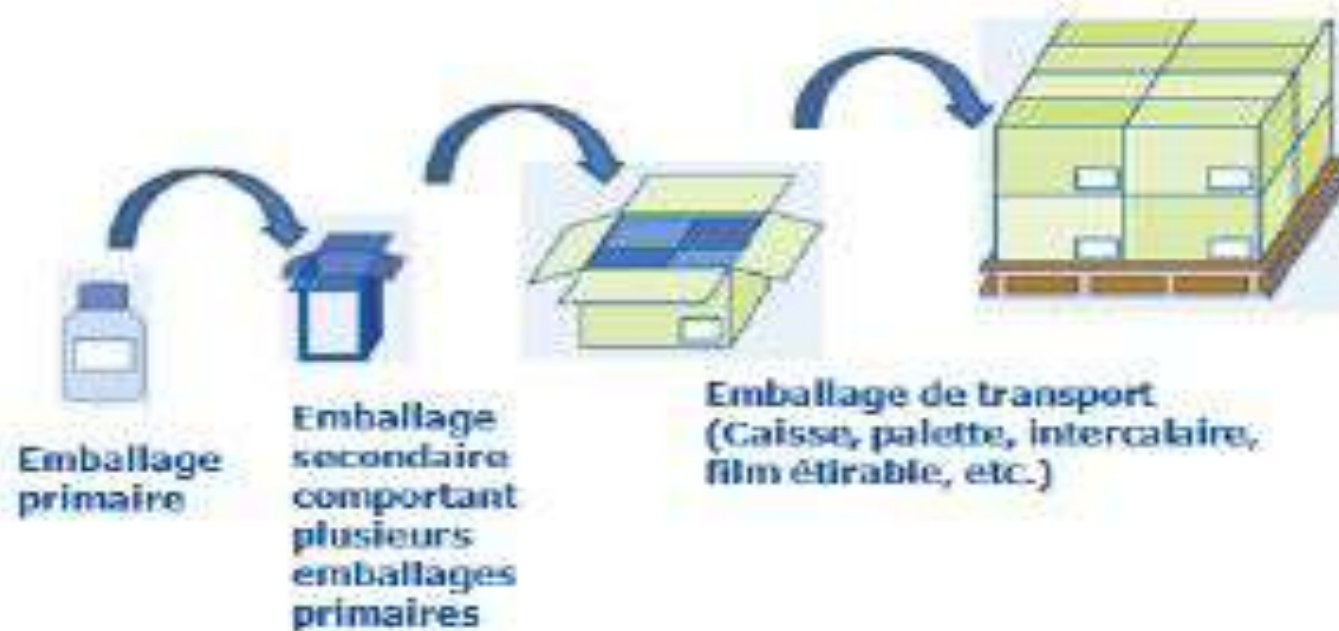 Emballage
primaire
Emballage
secondaire
comportant
plusieurs
emballages
primaires
Emballage de transport
(Caisse, palette, intercalaire,
film étirable, etc.)